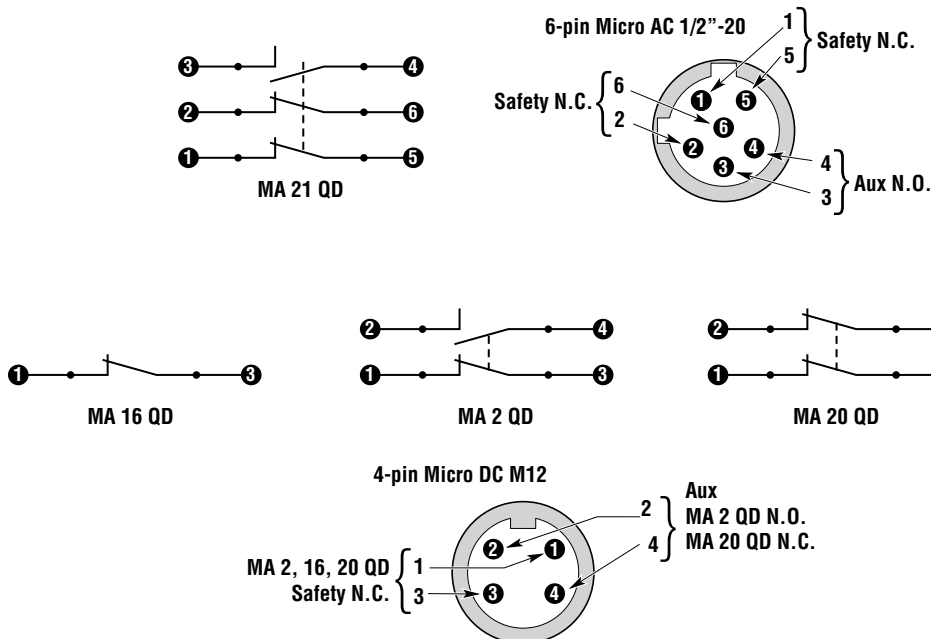 6-pin Micro AC 1/2”-20
1
5
Safety N.C.
Safety N.C.
6
2
1 5
6
2 4
3
4
3
Aux N.O.
3 4
2 6
1 5
MA 21 QD
1 3
MA 16 QD
2 4
1 3
MA 2 QD
2
1
MA 20 QD
4-pin Micro DC M12
MA 2, 16, 20 QD
Safety N.C.
1
3
2 1
3 4
2
4
Aux
MA 2 QD N.O.
MA 20 QD N.C.